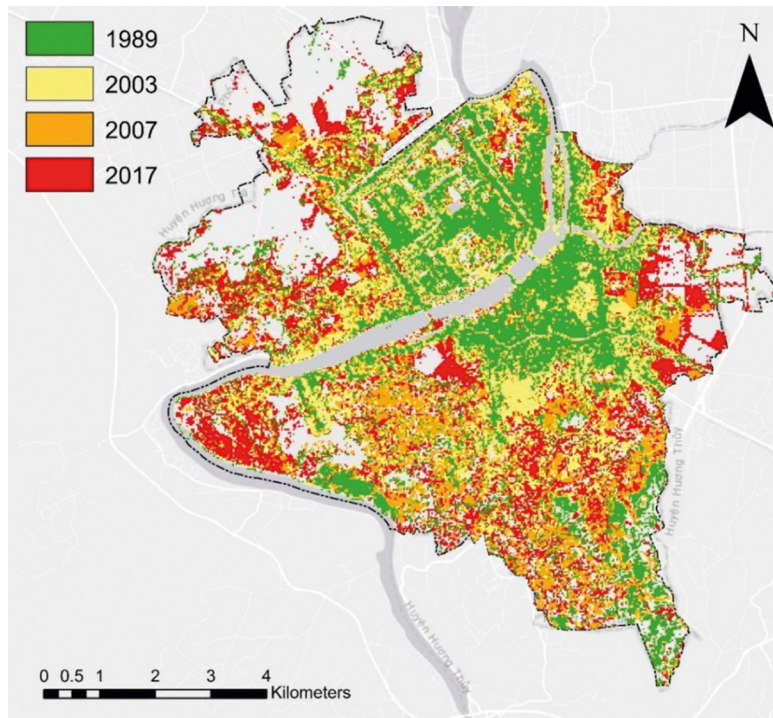 1989
2003
2007
2017
N
Huyện Hương Trà
Huyện Hương Thủy
Huyện Hương Thủy
0 0.5 1 2 3 4
Kilometers